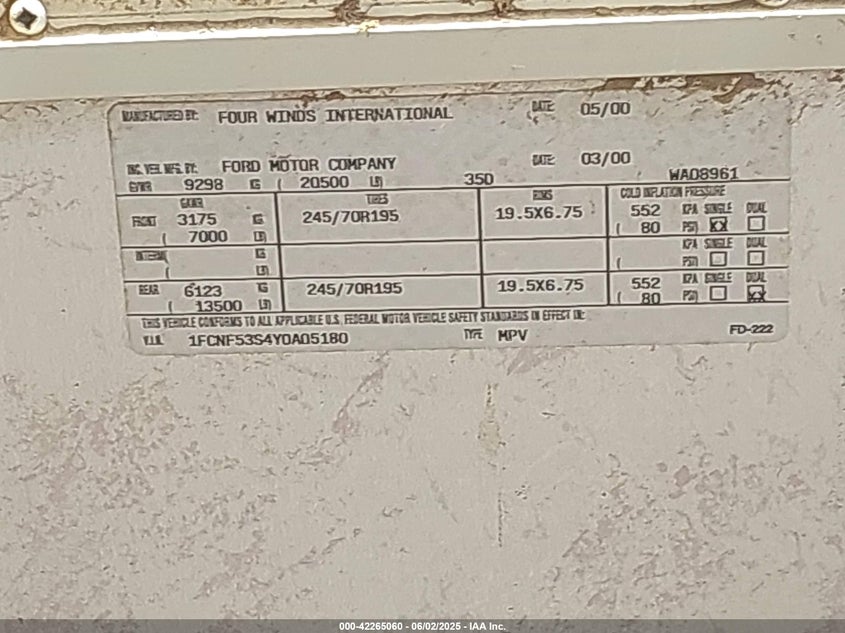 MANUFACTURED BY: FOUR WINDS INTERNATIONAL DATE: 05/00
INC. VEH. MFG. BY: FORD MOTOR COMPANY DATE: 03/00
GVWR 9298 KG ( 20500 LB) 350 WA08961
GAWR TIRES RIMS COLD INFLATION PRESSURE
FRONT 3175 KG 245/70R195 19.5X6.75 552 KPA SINGLE DUAL
( 7000 LB) ( 80 PSI) XX
INTERM. KG KPA SINGLE DUAL
( LB) ( PSI)
REAR 6123 KG 245/70R195 19.5X6.75 552 KPA SINGLE DUAL
( 13500 LB) ( 80 PSI) XX
THIS VEHICLE CONFORMS TO ALL APPLICABLE U.S. FEDERAL MOTOR VEHICLE SAFETY STANDARDS IN EFFECT IN:
V.I.N. 1FCNF53S4Y0A05180 TYPE MPV FD-222
000-42265060 - 06/02/2025 - IAA Inc.